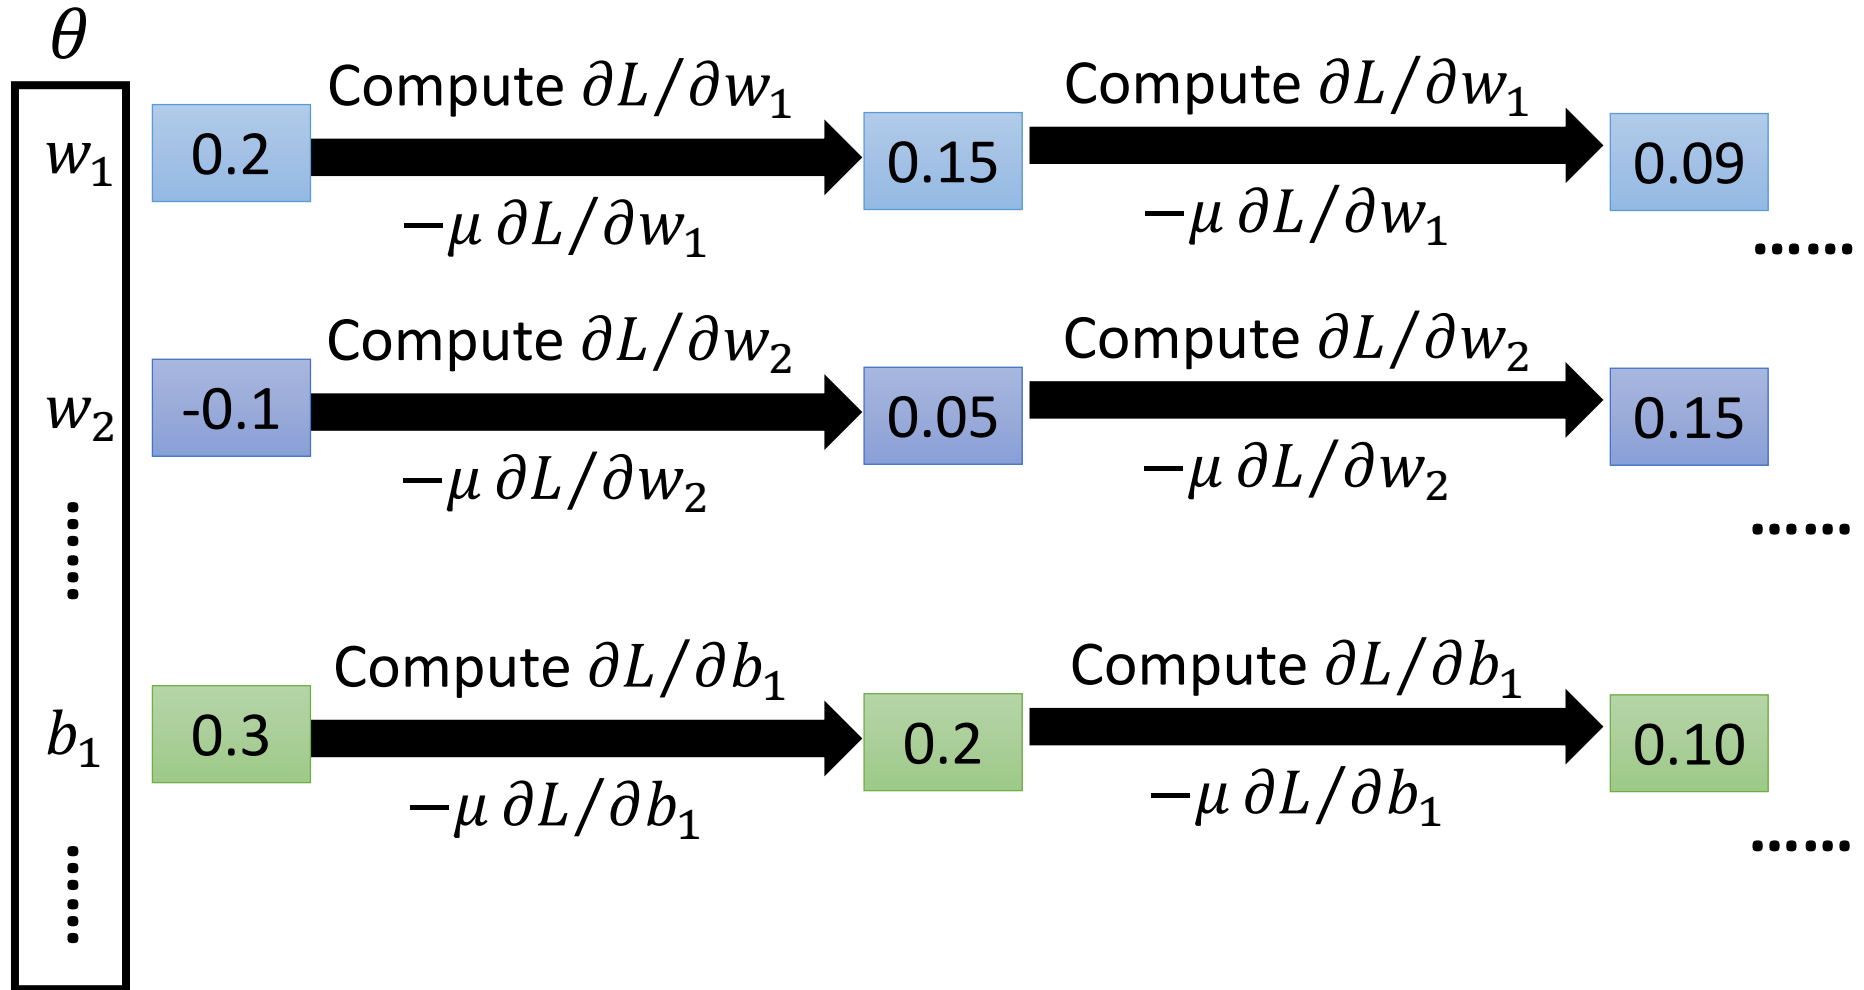 θ
Compute ∂L/∂w₁ Compute ∂L/∂w₁
w₁ 0.2 0.15 0.09
−μ ∂L/∂w₁ −μ ∂L/∂w₁
……
Compute ∂L/∂w₂ Compute ∂L/∂w₂
w₂ -0.1 0.05 0.15
−μ ∂L/∂w₂ −μ ∂L/∂w₂
…… ……
Compute ∂L/∂b₁ Compute ∂L/∂b₁
b₁ 0.3 0.2 0.10
−μ ∂L/∂b₁ −μ ∂L/∂b₁
…… ……